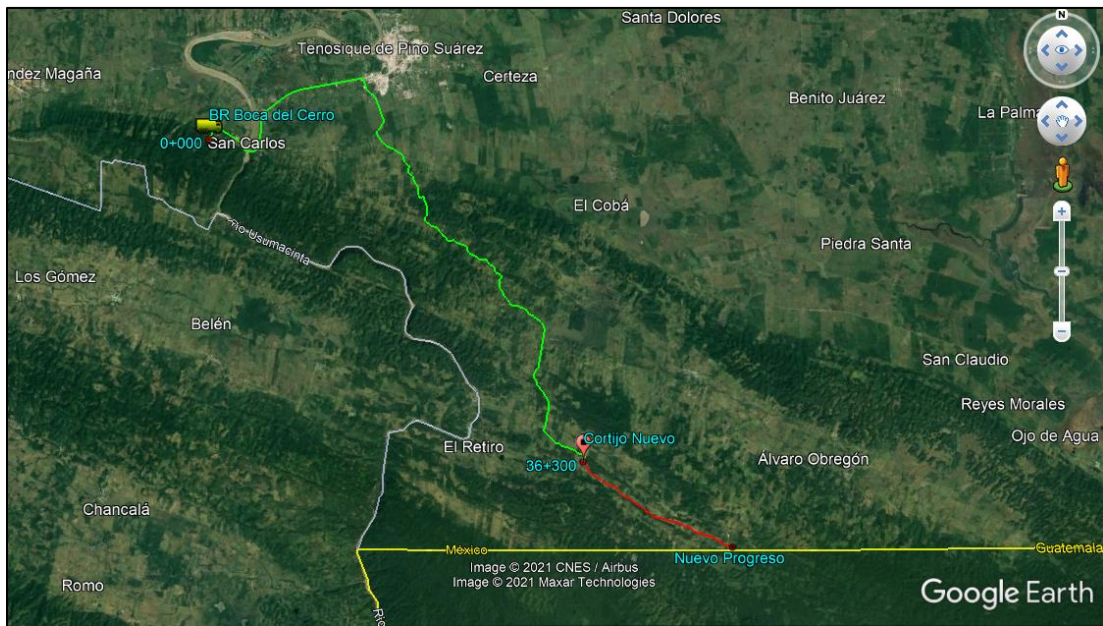 N
Santa Dolores
Tenosique de Pino Suárez
ndez Magaña
Certeza
Benito Juárez
La Palma
BR Boca del Cerro
0+000 San Carlos
El Cobá
Río Usumacinta
Piedra Santa
Los Gómez
Belén
San Claudio
Reyes Morales
Cortijo Nuevo
Ojo de Agua
El Retiro
36+300
Álvaro Obregón
Chancalá
México
Guatemala
Nuevo Progreso
Image © 2021 CNES / Airbus
Image © 2021 Maxar Technologies
Romo
Google Earth
Río